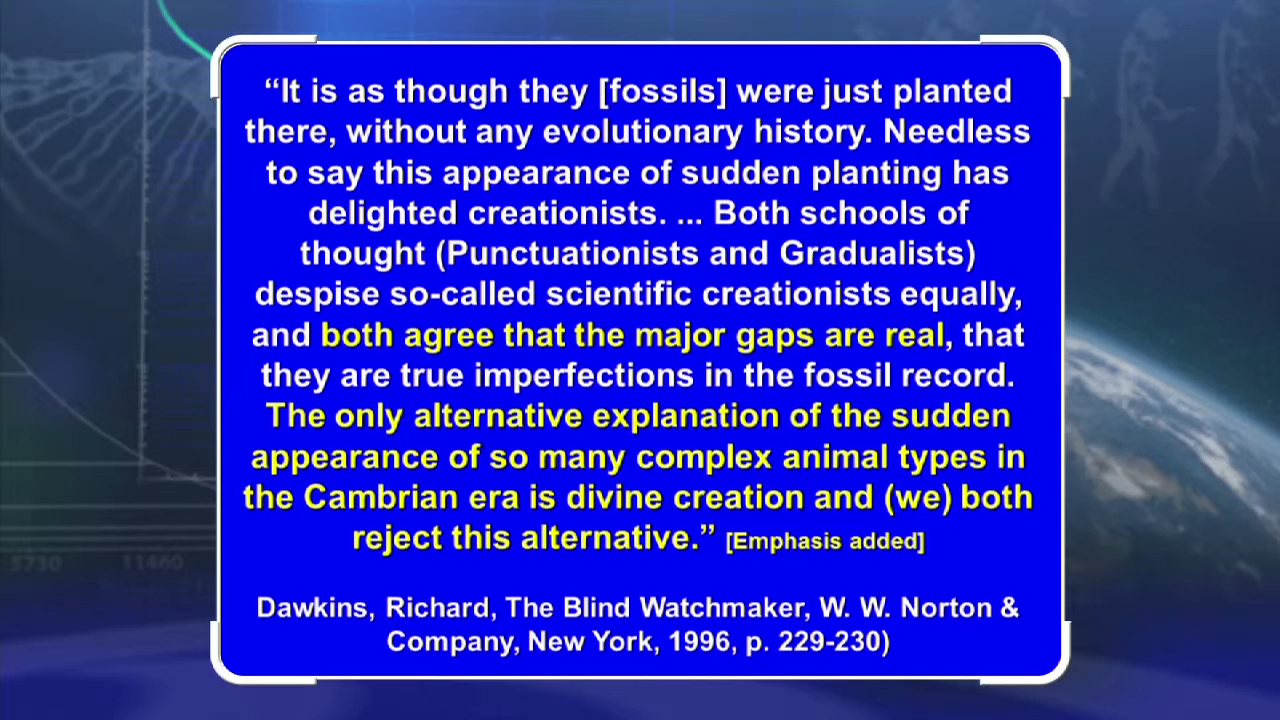 “It is as though they [fossils] were just planted
there, without any evolutionary history. Needless
to say this appearance of sudden planting has
delighted creationists. ... Both schools of
thought (Punctuationists and Gradualists)
despise so-called scientific creationists equally,
and both agree that the major gaps are real, that
they are true imperfections in the fossil record.
The only alternative explanation of the sudden
appearance of so many complex animal types in
the Cambrian era is divine creation and (we) both
reject this alternative.” [Emphasis added]
Dawkins, Richard, The Blind Watchmaker, W. W. Norton &
Company, New York, 1996, p. 229-230)
5730 11460